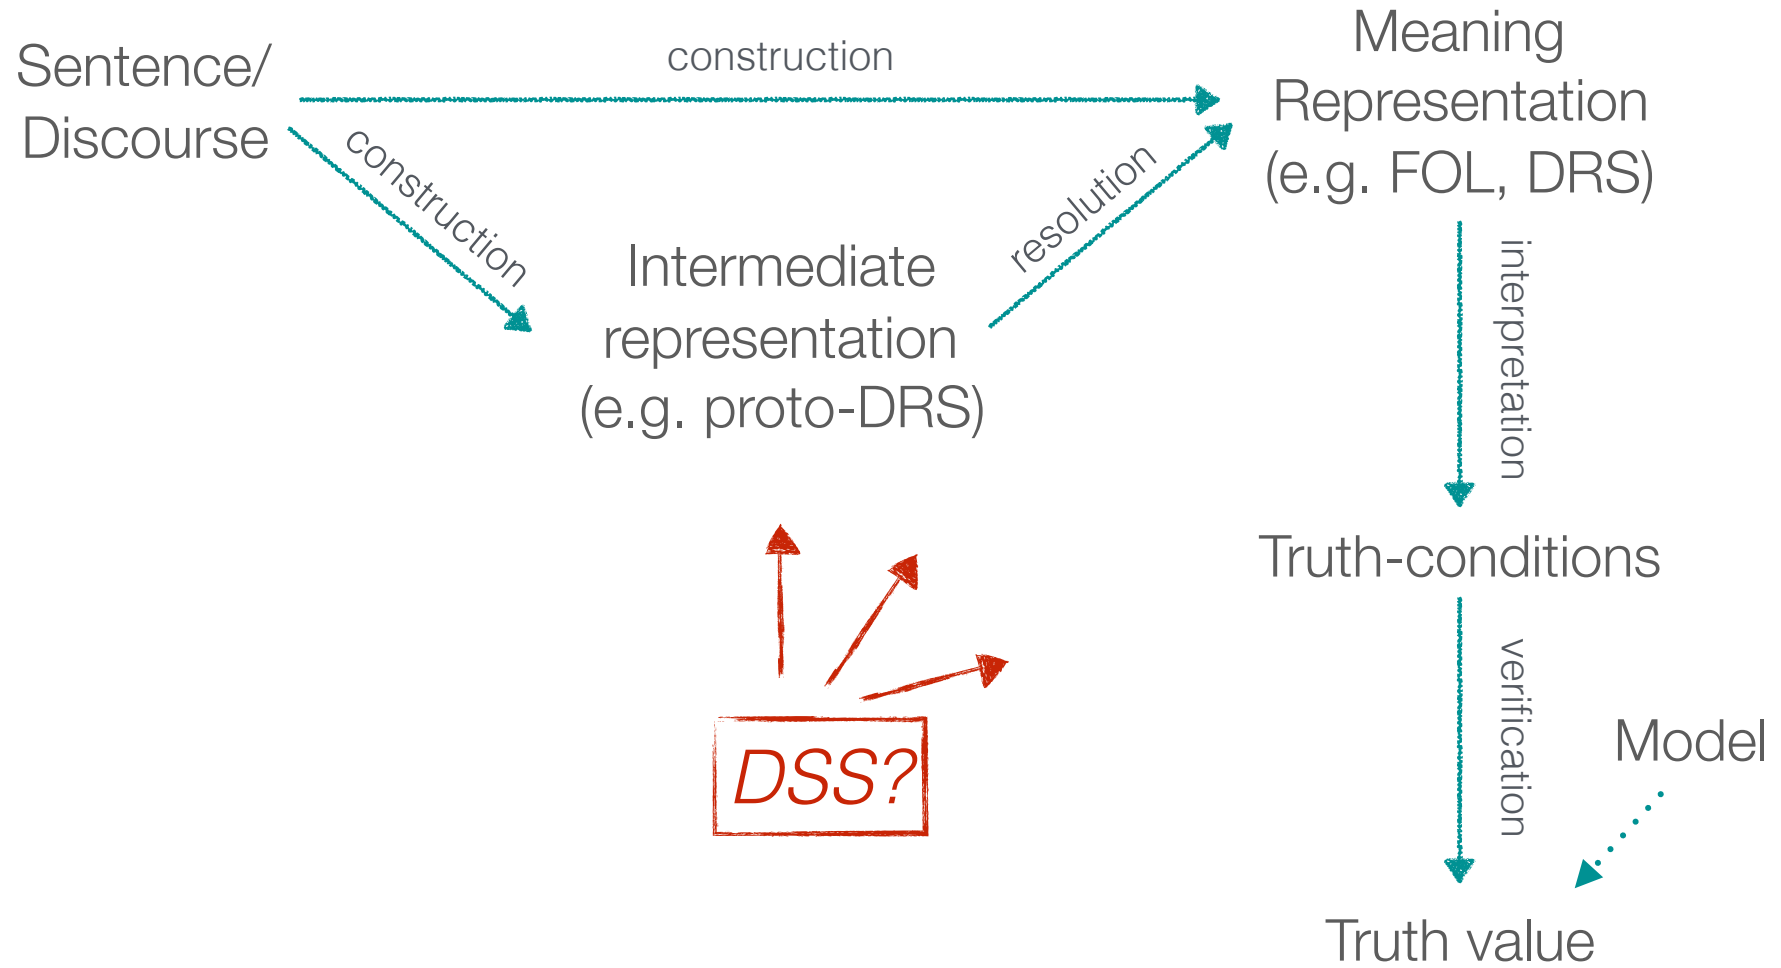 Sentence/
Discourse
construction
Meaning
Representation
(e.g. FOL, DRS)
construction
resolution
Intermediate
representation
(e.g. proto-DRS)
interpretation
Truth-conditions
verification
Model
DSS?
Truth value